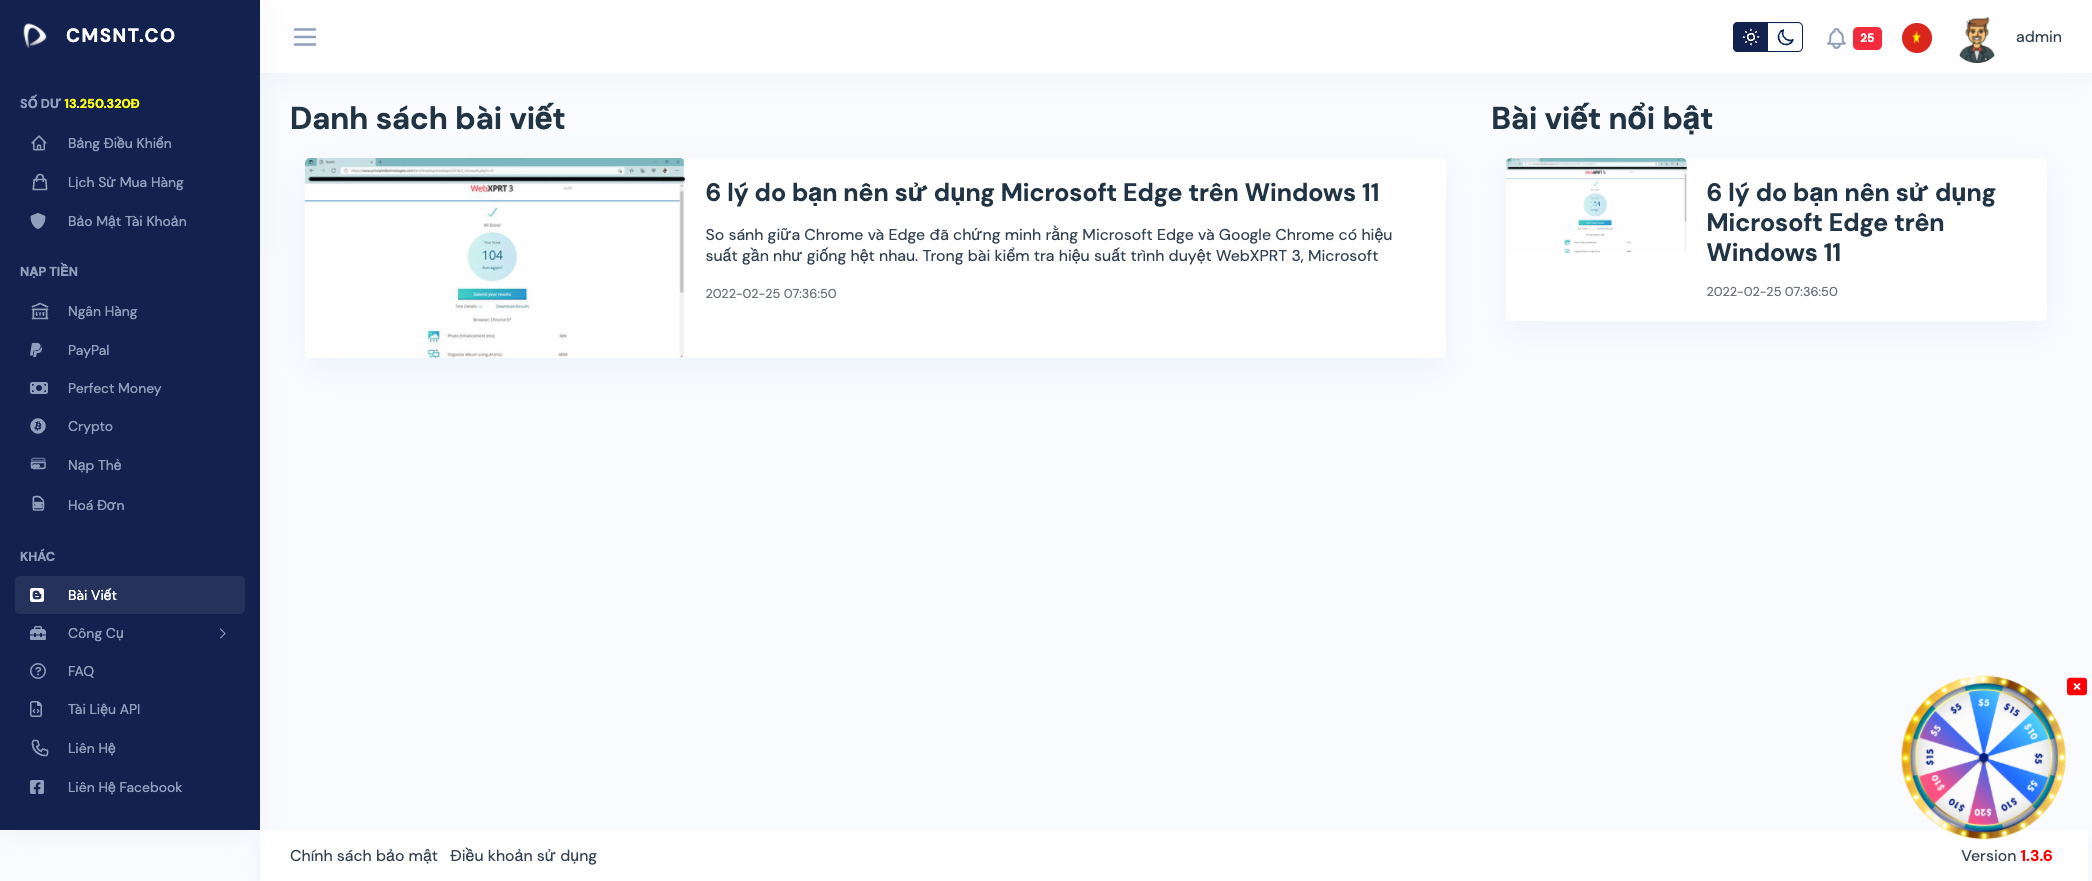 CMSNT.CO
25
admin
SỐ DƯ 13.250.320Đ
Bảng Điều Khiển
Lịch Sử Mua Hàng
Bảo Mật Tài Khoản
NẠP TIỀN
Ngân Hàng
PayPal
Perfect Money
Crypto
Nạp Thẻ
Hoá Đơn
KHÁC
Bài Viết
Công Cụ
FAQ
Tài Liệu API
Liên Hệ
Liên Hệ Facebook
Danh sách bài viết
WebXPRT 3
104
6 lý do bạn nên sử dụng Microsoft Edge trên Windows 11
So sánh giữa Chrome và Edge đã chứng minh rằng Microsoft Edge và Google Chrome có hiệu
suất gần như giống hệt nhau. Trong bài kiểm tra hiệu suất trình duyệt WebXPRT 3, Microsoft
2022-02-25 07:36:50
Bài viết nổi bật
6 lý do bạn nên sử dụng
Microsoft Edge trên
Windows 11
2022-02-25 07:36:50
$5
$15
$10
$5
$5
$10
$20
$10
$10
$15
$5
$5
Chính sách bảo mật Điều khoản sử dụng
Version 1.3.6